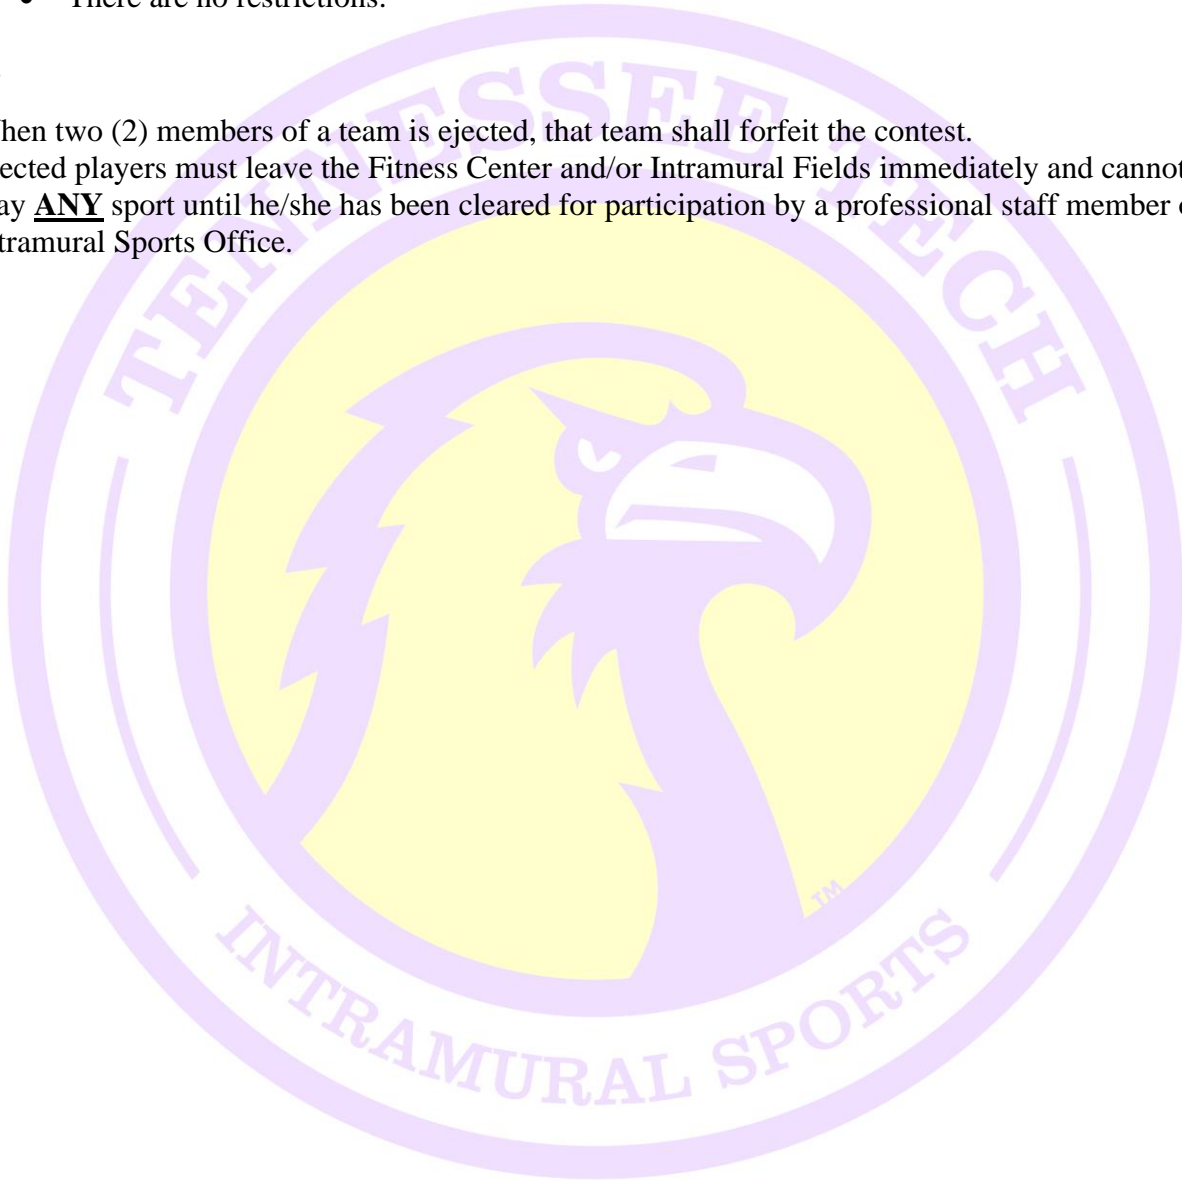 • There are no restrictions.
hen two (2) members of a team is ejected, that team shall forfeit the contest.
ected players must leave the Fitness Center and/or Intramural Fields immediately and cannot
ay ANY sport until he/she has been cleared for participation by a professional staff member
tramural Sports Office.
TENNESSEE TECH
TM
INTRAMURAL SPORTS